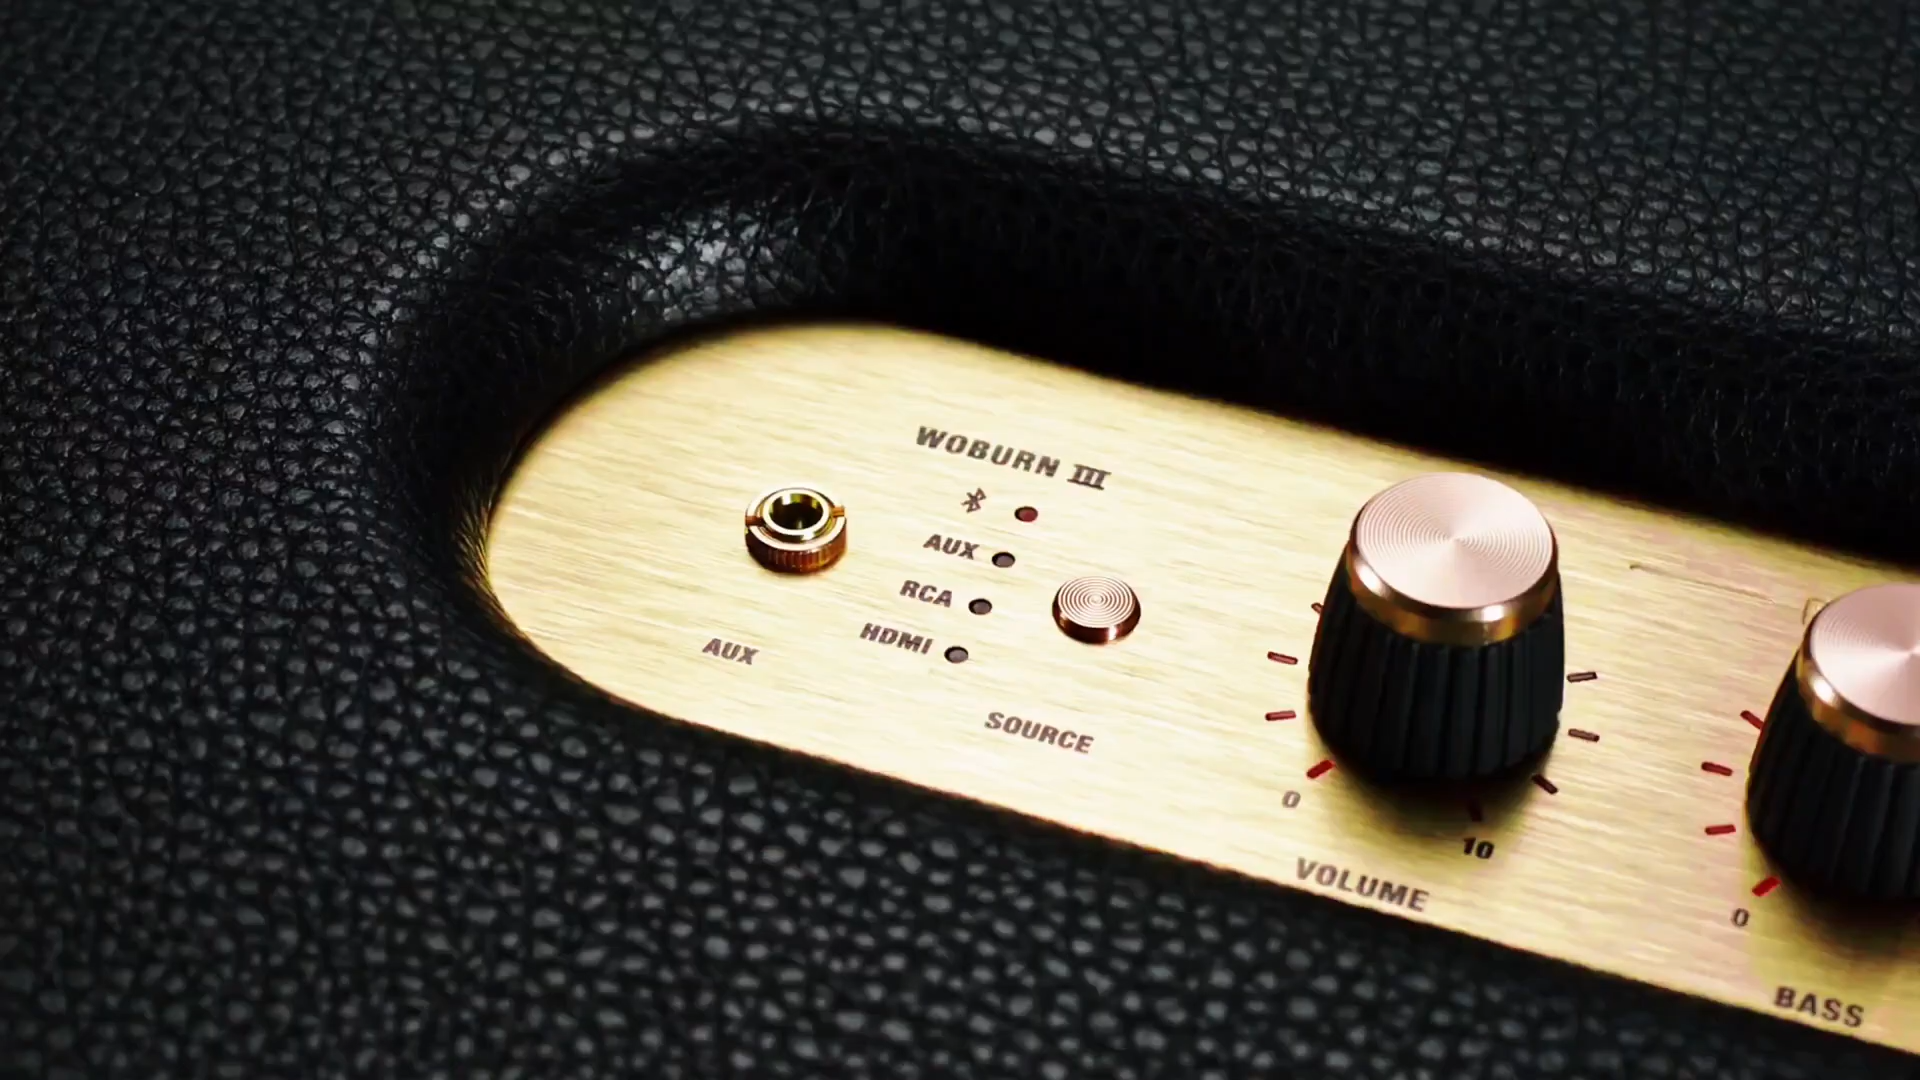 WOBURN III
AUX
RCA
HDMI
AUX
SOURCE
0
10
VOLUME
0
BASS